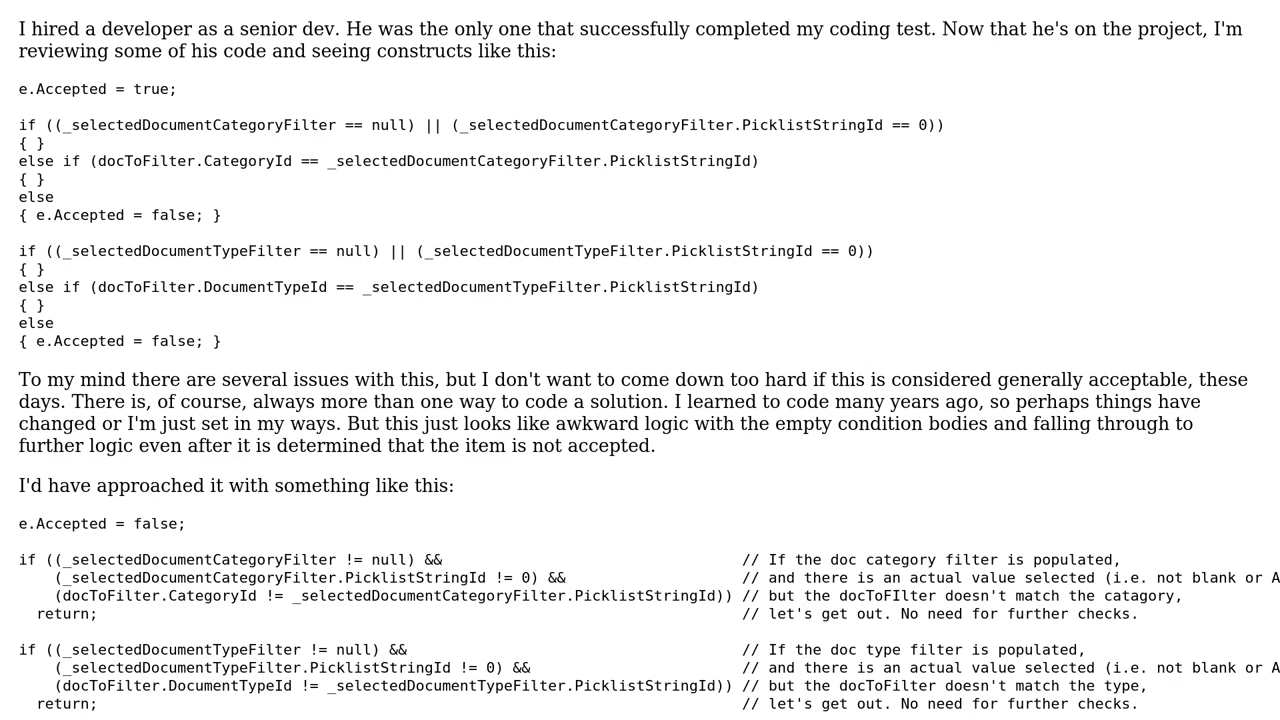 I hired a developer as a senior dev. He was the only one that successfully completed my coding test. Now that he's on the project, I'm
reviewing some of his code and seeing constructs like this:
e.Accepted = true;
if ((_selectedDocumentCategoryFilter == null) || (_selectedDocumentCategoryFilter.PicklistStringId == 0))
{ }
else if (docToFilter.CategoryId == _selectedDocumentCategoryFilter.PicklistStringId)
{ }
else
{ e.Accepted = false; }
if ((_selectedDocumentTypeFilter == null) || (_selectedDocumentTypeFilter.PicklistStringId == 0))
{ }
else if (docToFilter.DocumentTypeId == _selectedDocumentTypeFilter.PicklistStringId)
{ }
else
{ e.Accepted = false; }
To my mind there are several issues with this, but I don't want to come down too hard if this is considered generally acceptable, these
days. There is, of course, always more than one way to code a solution. I learned to code many years ago, so perhaps things have
changed or I'm just set in my ways. But this just looks like awkward logic with the empty condition bodies and falling through to
further logic even after it is determined that the item is not accepted.
I'd have approached it with something like this:
e.Accepted = false;
if ((_selectedDocumentCategoryFilter != null) && // If the doc category filter is populated,
(_selectedDocumentCategoryFilter.PicklistStringId != 0) && // and there is an actual value selected (i.e. not blank or A
(docToFilter.CategoryId != _selectedDocumentCategoryFilter.PicklistStringId)) // but the docToFIlter doesn't match the catagory,
return; // let's get out. No need for further checks.
if ((_selectedDocumentTypeFilter != null) && // If the doc type filter is populated,
(_selectedDocumentTypeFilter.PicklistStringId != 0) && // and there is an actual value selected (i.e. not blank or A
(docToFilter.DocumentTypeId != _selectedDocumentTypeFilter.PicklistStringId)) // but the docToFilter doesn't match the type,
return; // let's get out. No need for further checks.